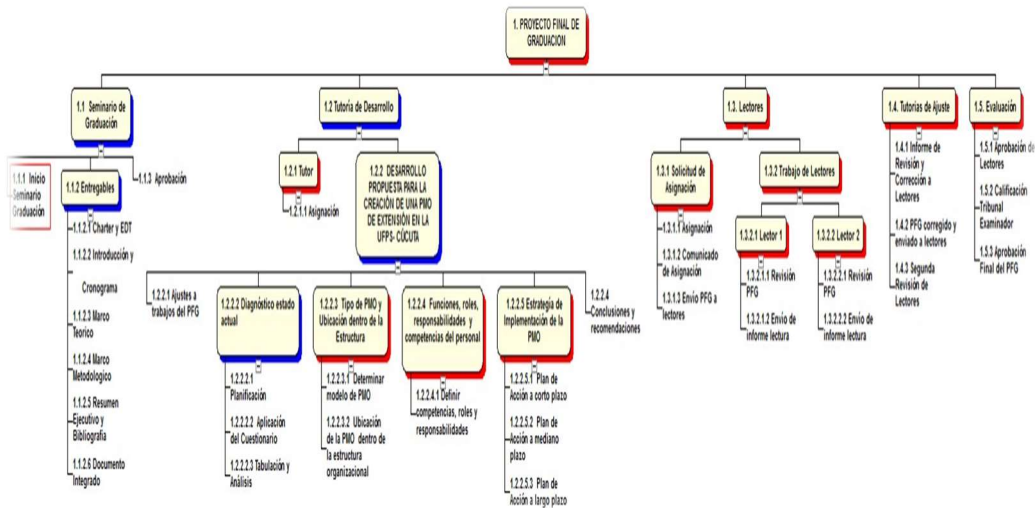 1. PROYECTO FINAL DE
GRADUACION
1.1 Seminario de
Graduación
1.1.1 Inicio
Seminario
Graduación
1.1.2 Entregables
1.1.2.1 Charter y EDT
1.1.2.2 Introducción y
Cronograma
1.1.2.3 Marco
Teorico
1.1.2.4 Marco
Metodologico
1.1.2.5 Resumen
Ejecutivo y
Bibliografía
1.1.2.6 Documento
Integrado
1.1.3 Aprobación
1.2 Tutoria de Desarrollo
1.2.1 Tutor
1.2.1.1 Asignación
1.2.2 DESARROLLO
PROPUESTA PARA LA
CREACIÓN DE UNA PMO
DE EXTENSIÓN EN LA
UFPS- CÚCUTA
1.2.2.1 Ajustes a
trabajos del PFG
1.2.2.2 Diagnóstico estado
actual
1.2.2.2.1
Planificación
1.2.2.2.2 Aplicación
del Cuestionario
1.2.2.2.3 Tabulación y
Análisis
1.2.2.3 Tipo de PMO y
Ubicación dentro de la
Estructura
1.2.2.3.1 Determinar
modelo de PMO
1.2.2.3.2 Ubicación
de la PMO dentro de
la estructura
organizacional
1.2.2.4 Funciones, roles,
responsabilidades y
competencias del personal
1.2.2.4.1 Definir
competencias, roles y
responsabilidades
1.2.2.5 Estrategía de
Implementación de la
PMO
1.2.2.5.1 Plan de
Acción a corto plazo
1.2.2.5.2 Plan de
Acción a mediano
plazo
1.2.2.5.3 Plan de
Acción a largo plazo
1.2.2.4
Conclusiones y
recomendaciones
1.3. Lectores
1.3.1 Solicitud de
Asignación
1.3.1.1 Asignación
1.3.1.2 Comunicado
de Asignación
1.3.1.3 Envío PFG a
lectores
1.3.2 Trabajo de Lectores
1.3.2.1 Lector 1
1.3.2.1.1 Revisión
PFG
1.3.2.1.2 Envio de
informe lectura
1.3.2.2 Lector 2
1.3.2.2.1 Revisión
PFG
1.3.2.2.2 Envio de
informe lectura
1.4. Tutorias de Ajuste
1.4.1 Informe de
Revisión y
Corrección a
Lectores
1.4.2 PFG corregido y
enviado a lectores
1.4.3 Segunda
Revisión de Lectores
1.5. Evaluación
1.5.1 Aprobación de
Lectores
1.5.2 Calificación
Tribunal
Examinador
1.5.3 Aprobación
Final del PFG